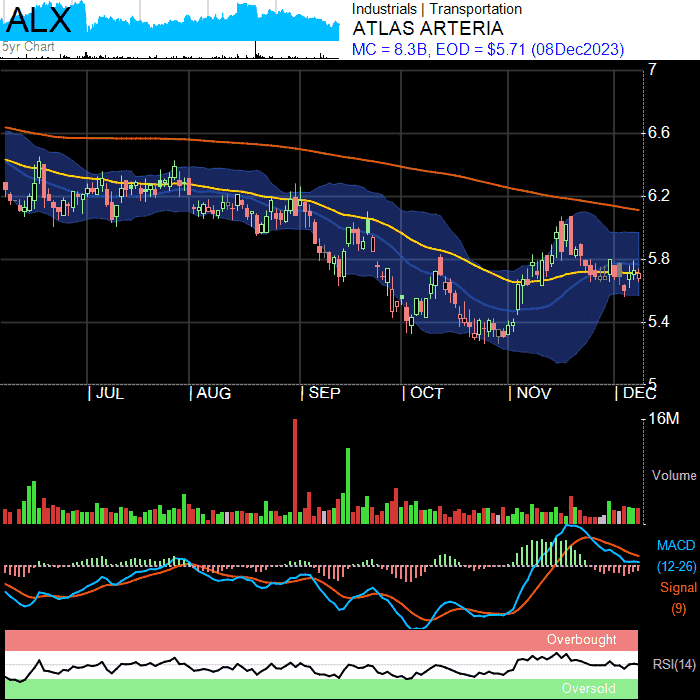 ALX
5yr Chart
Industrials | Transportation
ATLAS ARTERIA
MC = 8.3B, EOD = $5.71 (08Dec2023)
7
6.6
6.2
5.8
5.4
5
| JUL | AUG | SEP | OCT | NOV | DEC
16M
Volume
MACD
(12-26)
Signal
(9)
Overbought
RSI(14)
Oversold